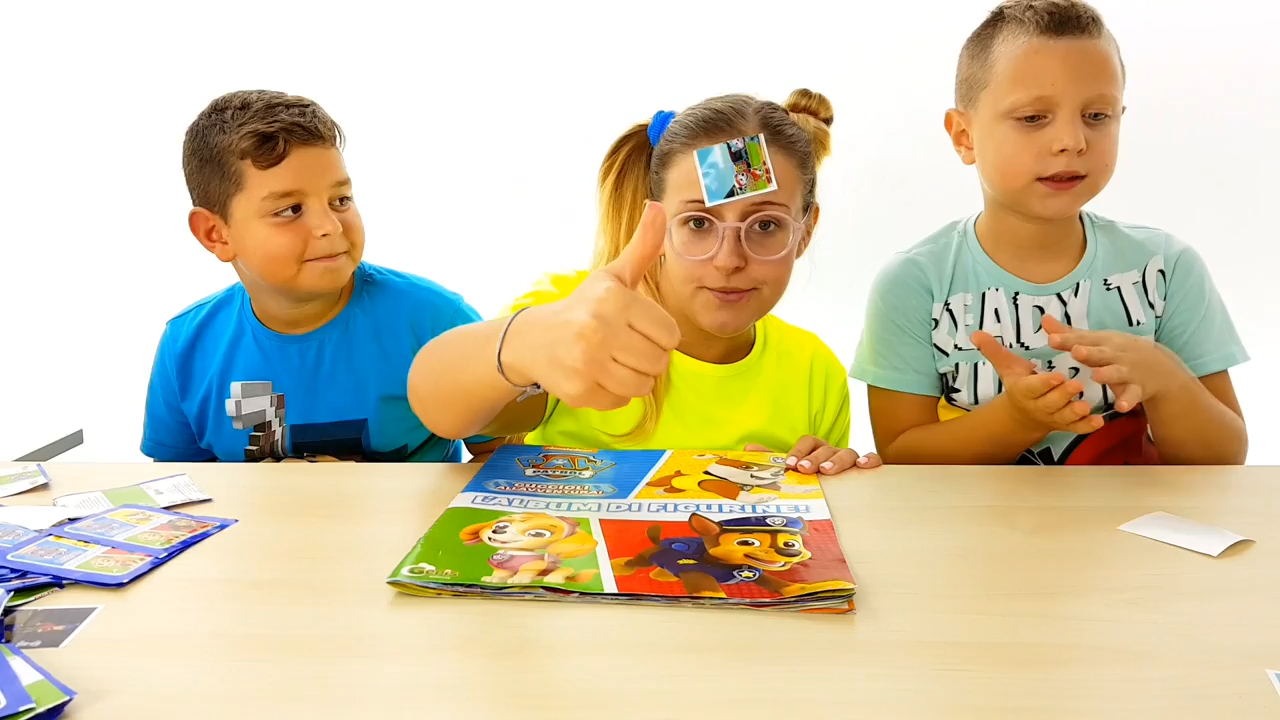 READY TO
PAW
PATROL
CUCCIOLI
ALL'AVVENTURA!
L'ALBUM DI FIGURINE!